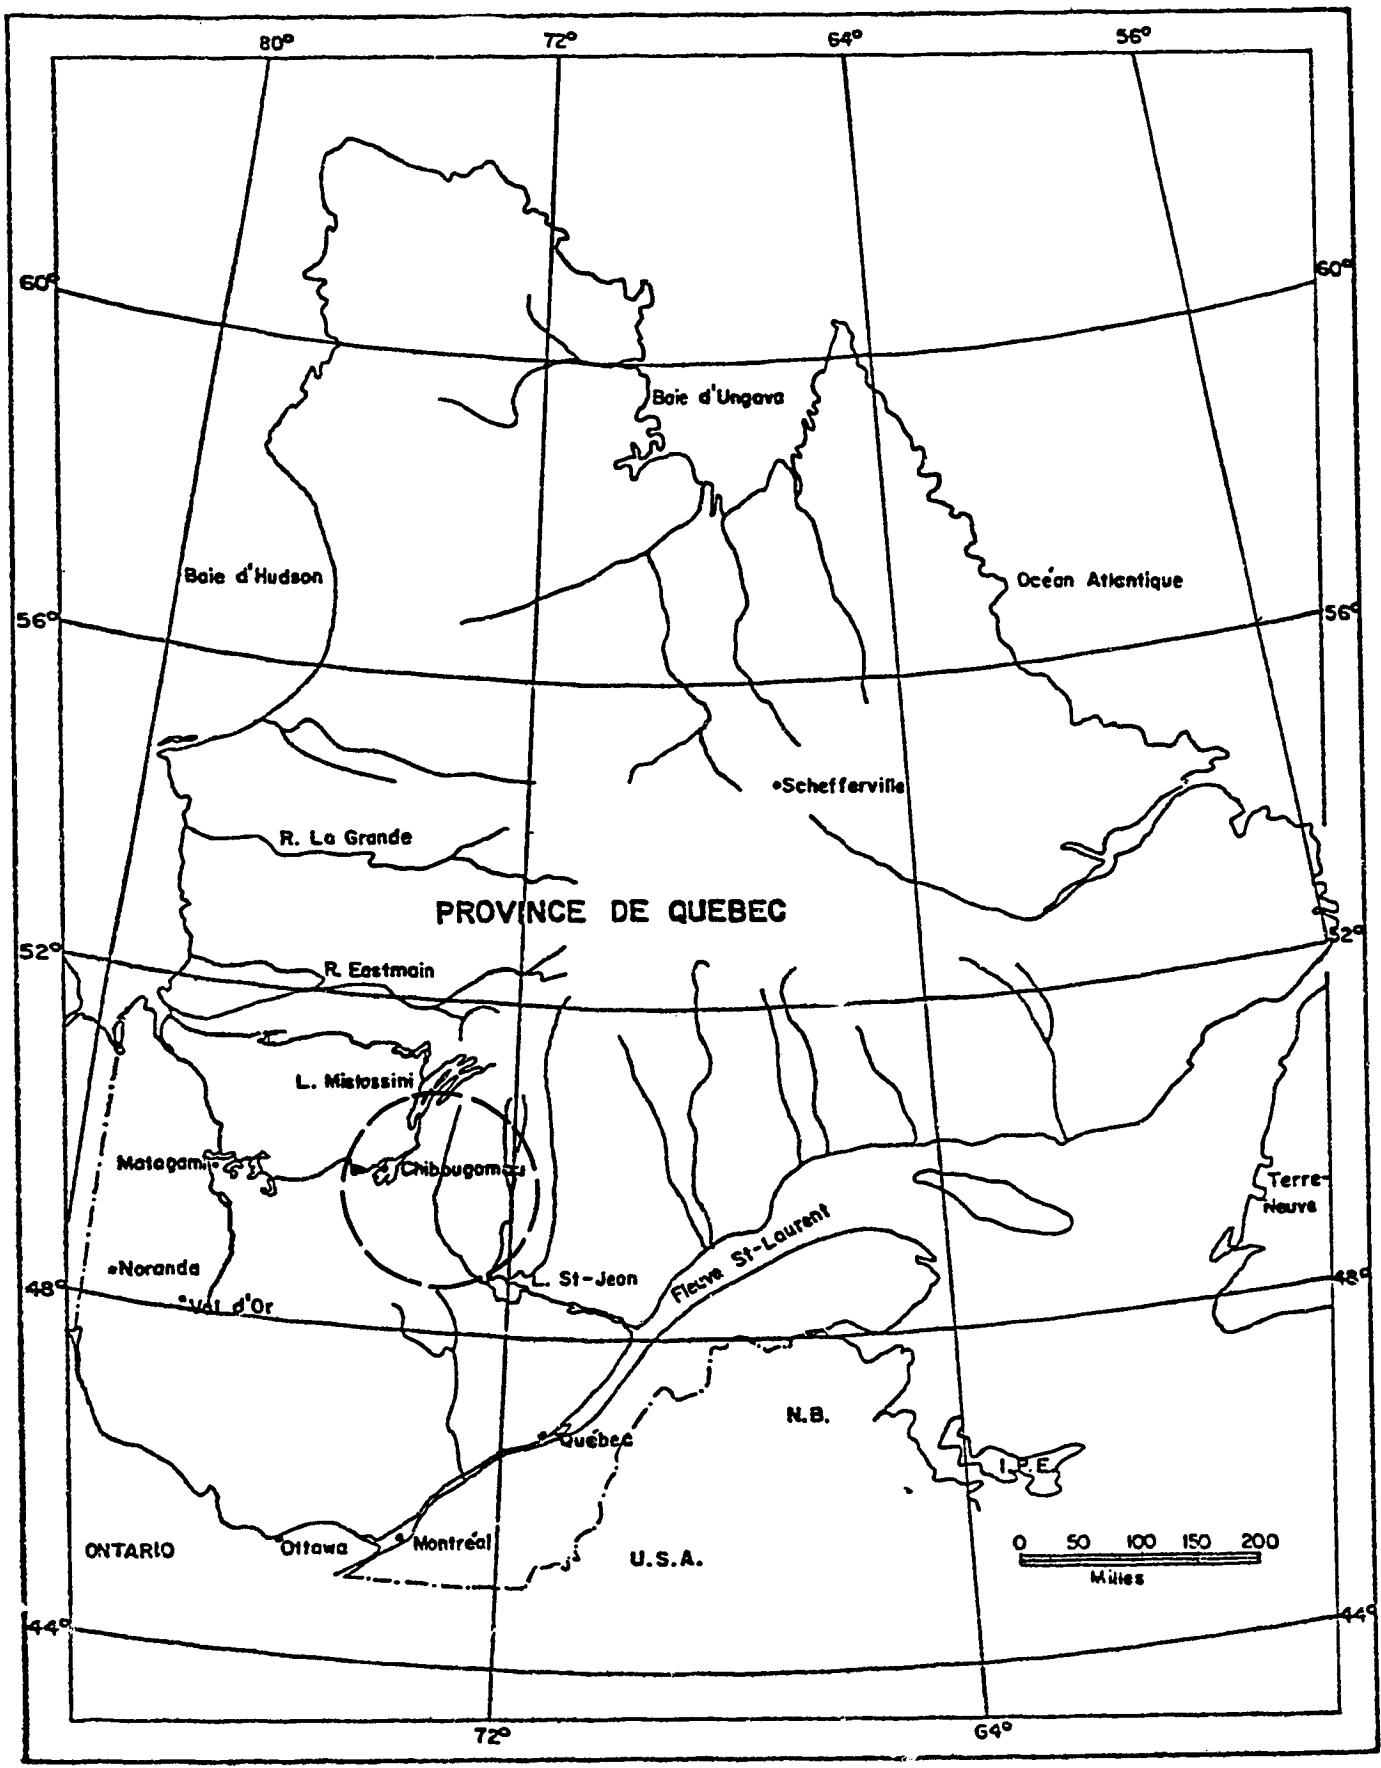 80° 72° 64° 56°
60° 60°
Baie d'Ungava
Baie d'Hudson
Océan Atlantique
56° 56°
Schefferville
R. La Grande
PROVINCE DE QUEBEC
52° 52°
R. Eastmain
L. Mistassini
Matagami
Chibougamau
Terre-
Neuve
Fleuve St-Laurent
Noranda
L. St-Jean
48° 48°
Val d'Or
N.B.
Québec
I.P.E.
ONTARIO
Ottawa
Montréal
U.S.A.
0 50 100 150 200
Milles
44° 44°
72° 64°